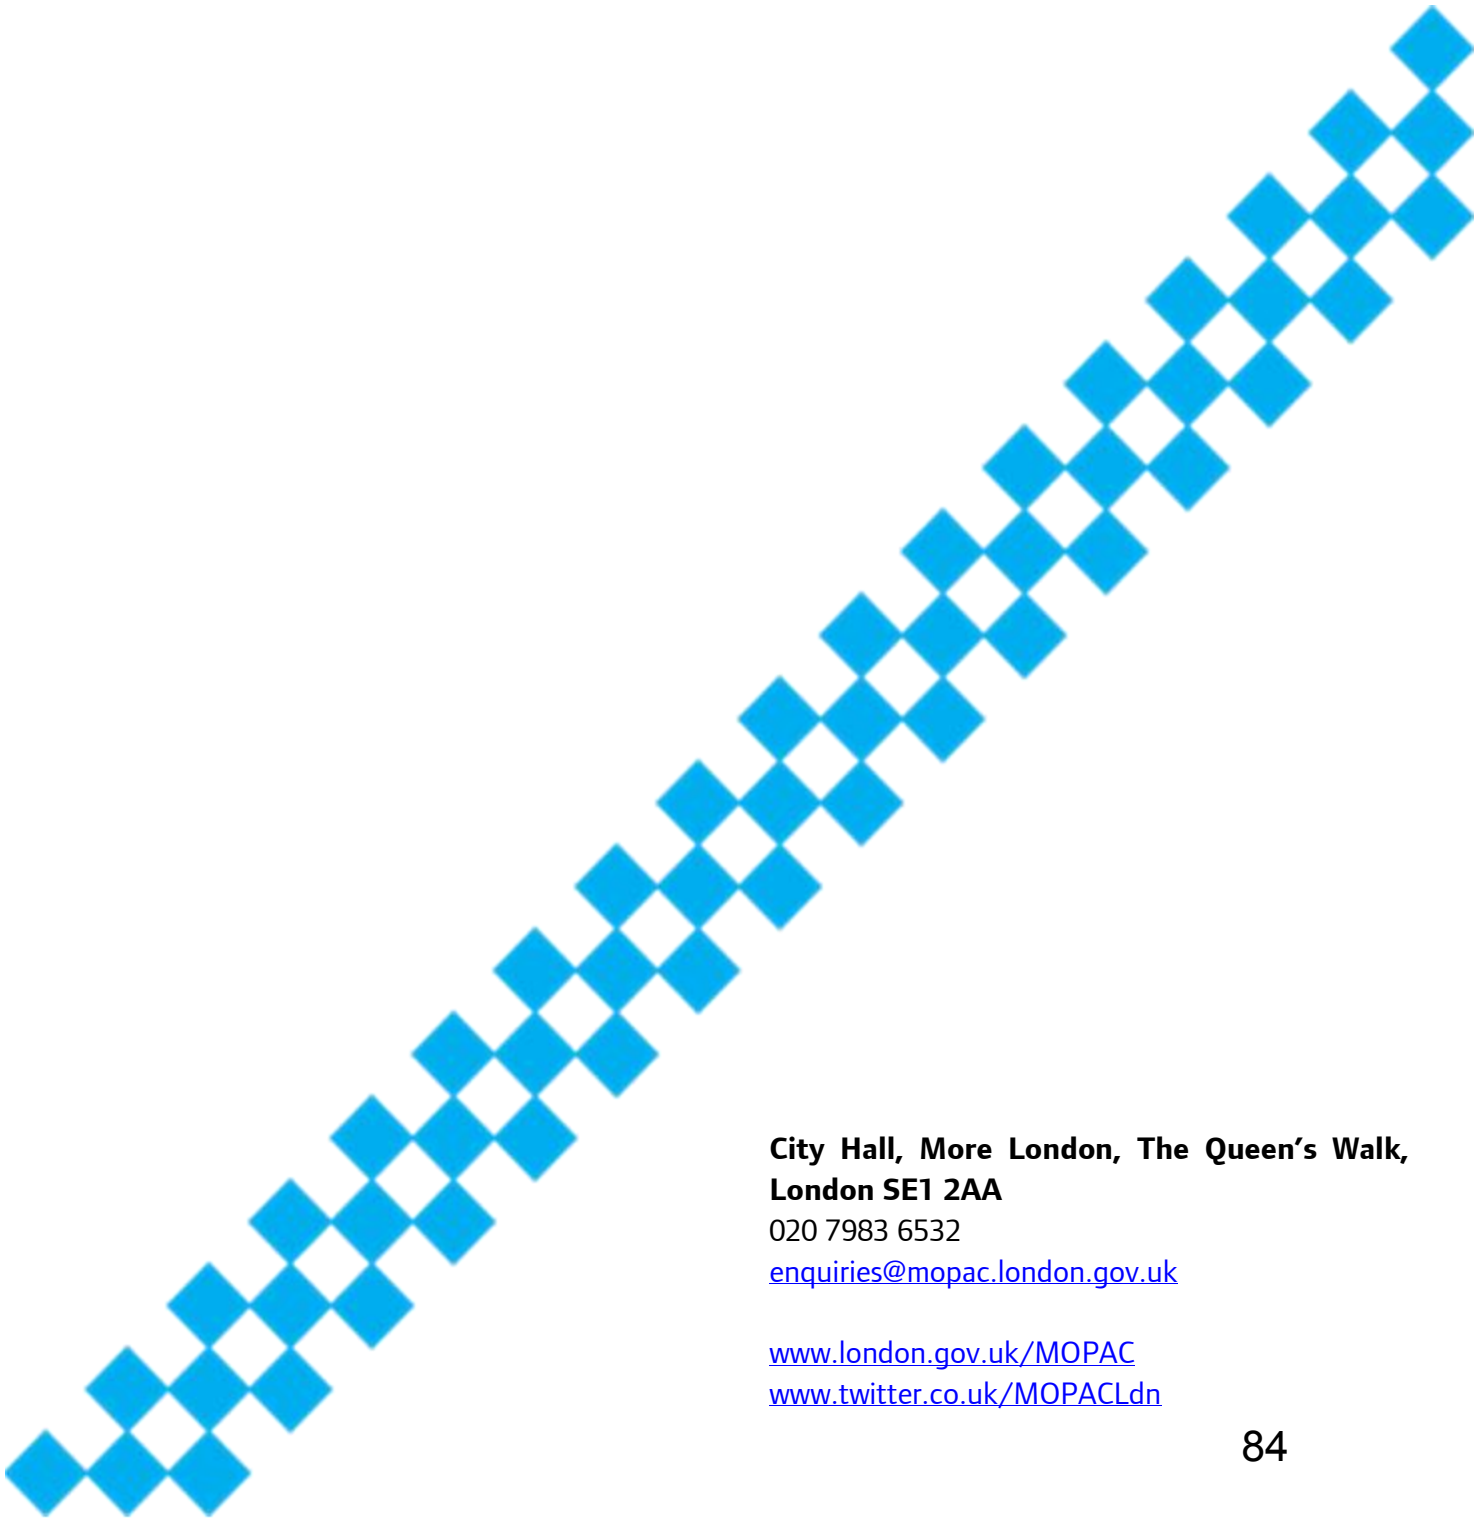 City Hall, More London, The Queen’s Walk,
London SE1 2AA
020 7983 6532
enquiries@mopac.london.gov.uk
www.london.gov.uk/MOPAC
www.twitter.co.uk/MOPACLdn
84